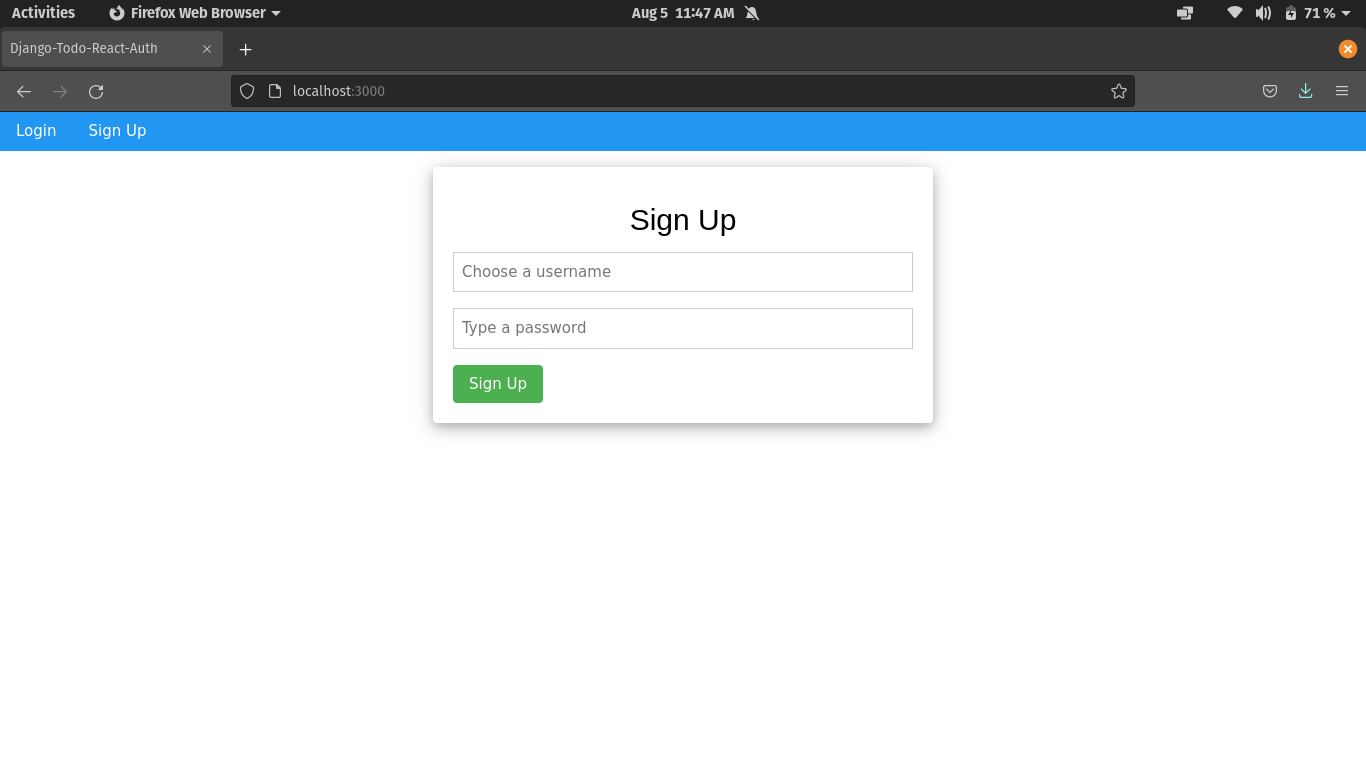 Activities Firefox Web Browser Aug 5 11:47 AM 71 %
Django-Todo-React-Auth
localhost:3000
Login Sign Up
Sign Up
Choose a username
Type a password
Sign Up